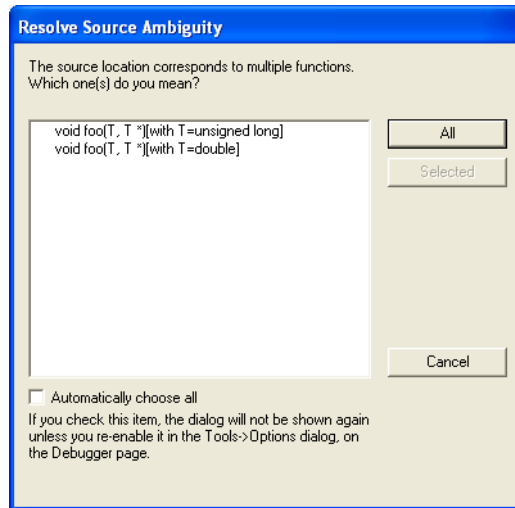 Resolve Source Ambiguity
The source location corresponds to multiple functions.
Which one(s) do you mean?
void foo(T, T *)[with T=unsigned long]
void foo(T, T *)[with T=double]
All
Selected
Cancel
Automatically choose all
If you check this item, the dialog will not be shown again
unless you re-enable it in the Tools->Options dialog, on
the Debugger page.